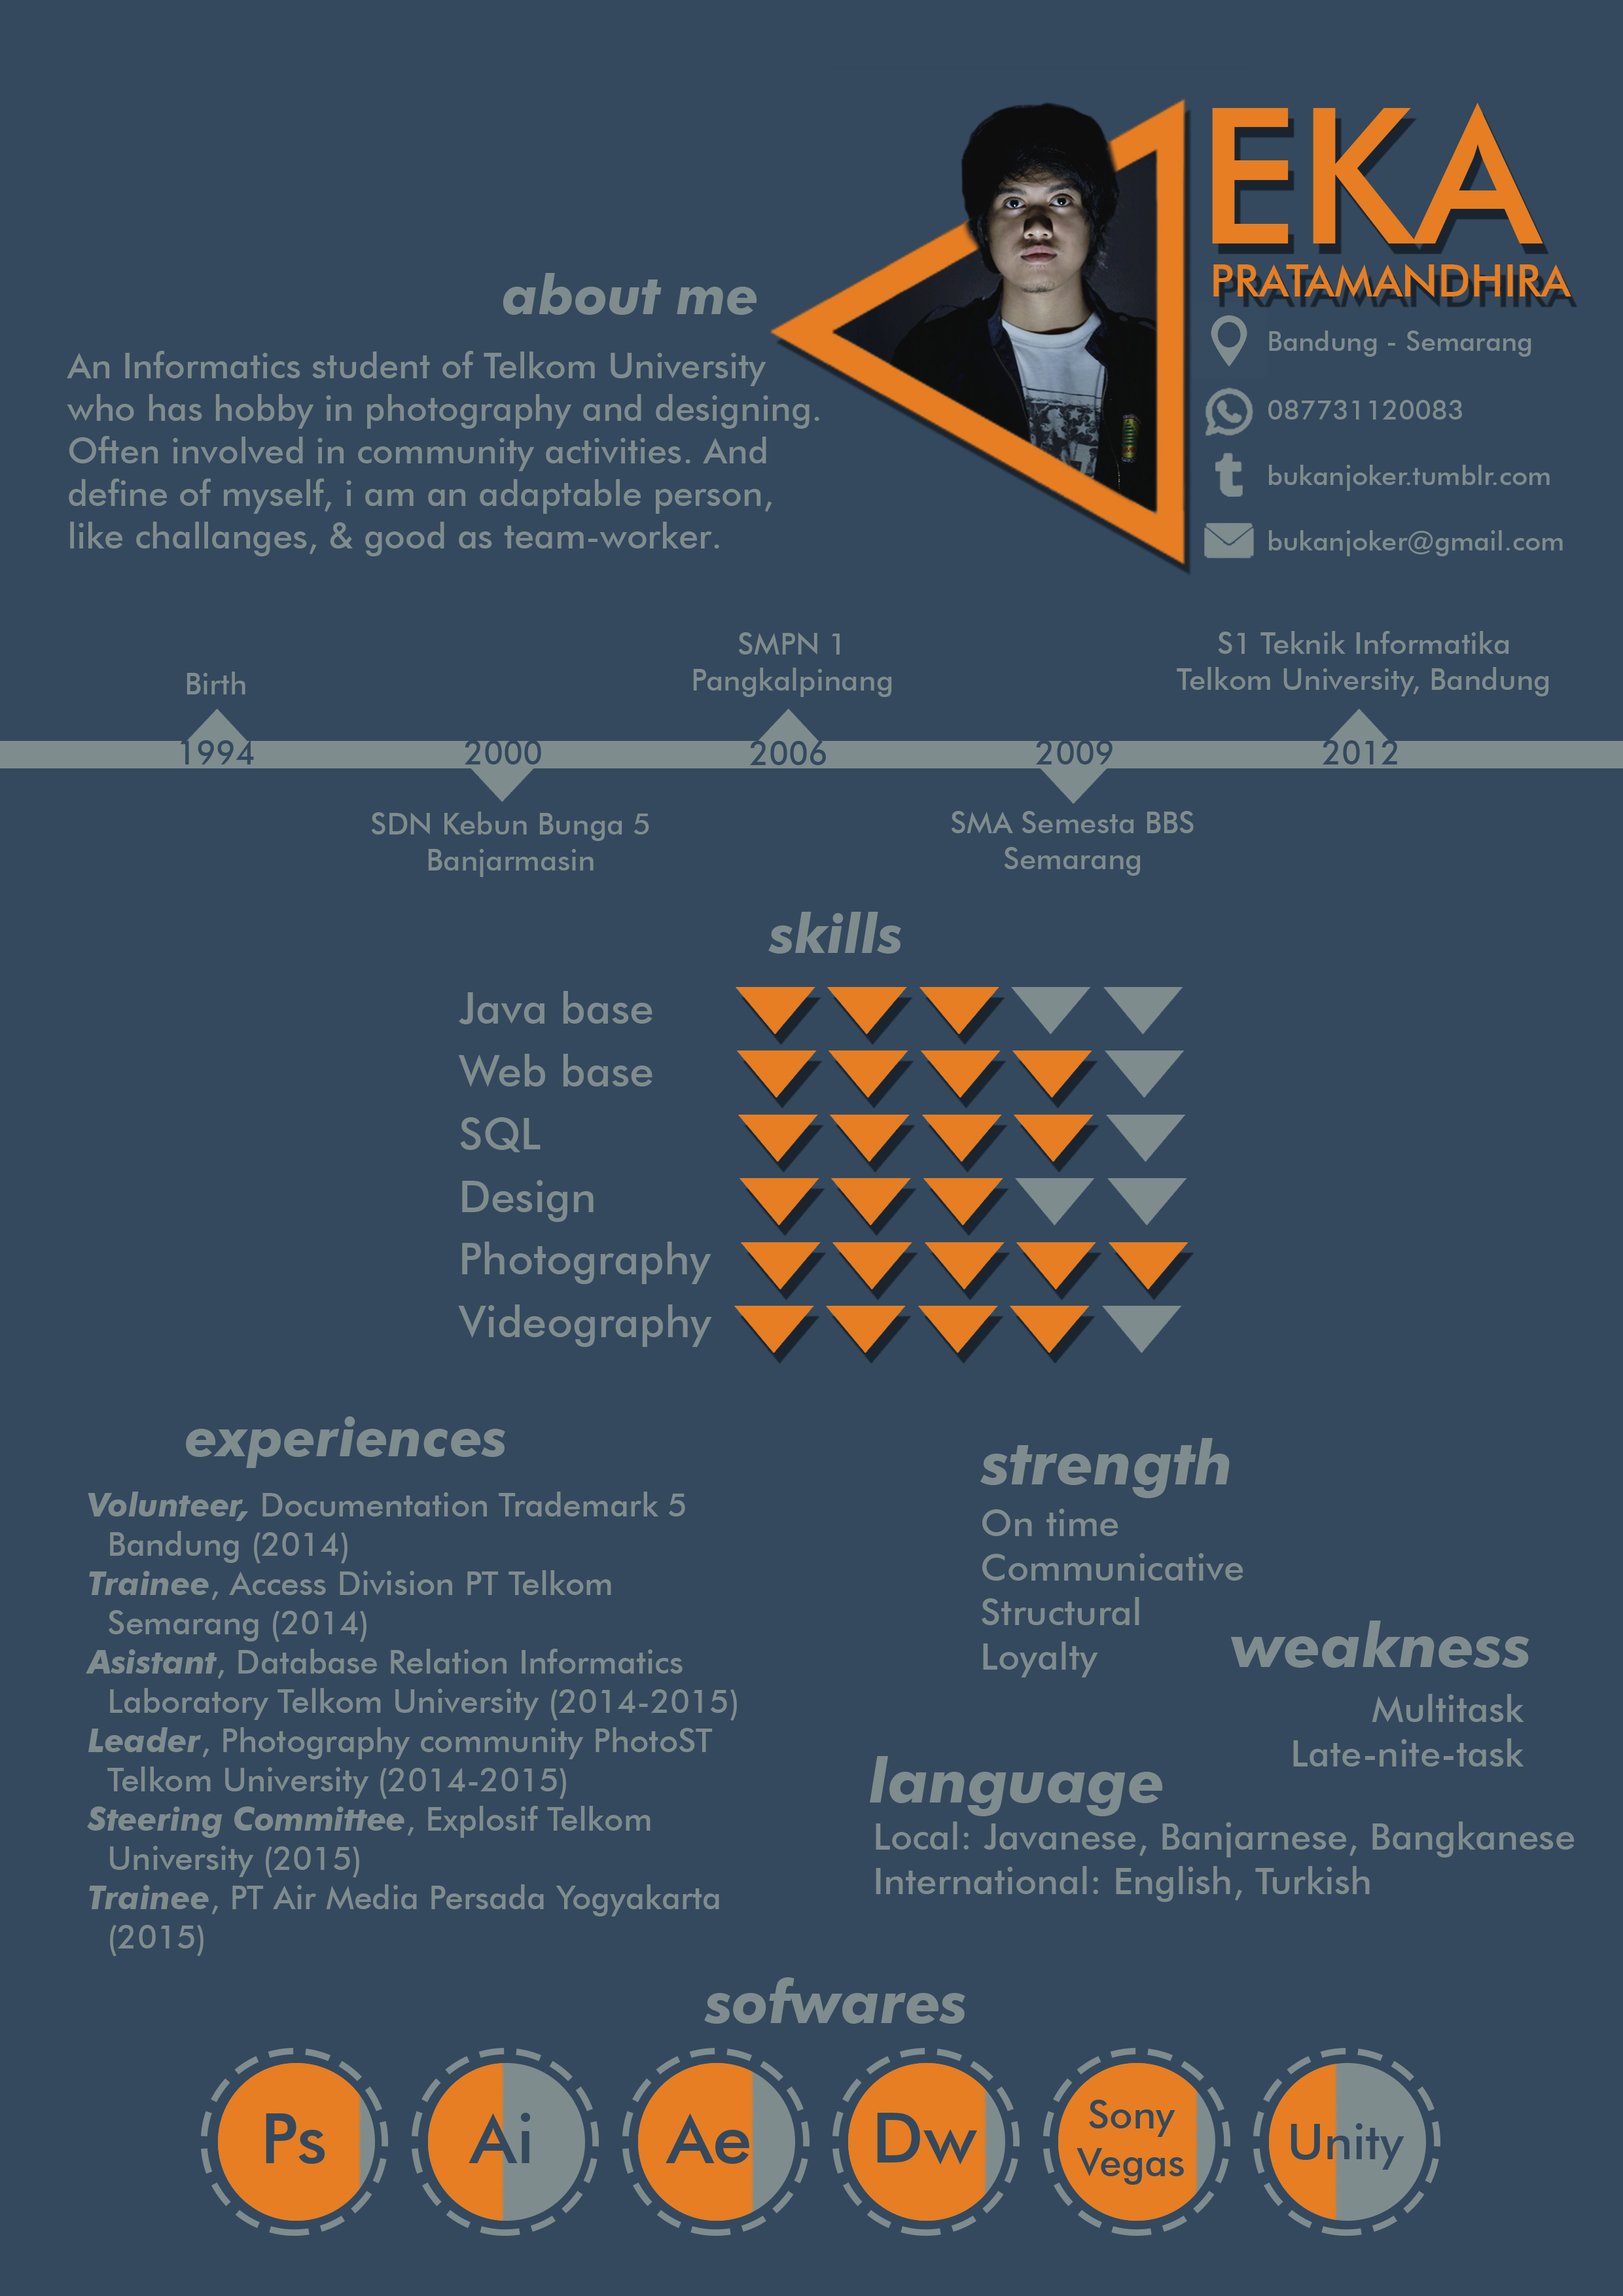 EKA
PRATAMANDHIRA
Bandung - Semarang
087731120083
bukanjoker.tumblr.com
bukanjoker@gmail.com
about me
An Informatics student of Telkom University
who has hobby in photography and designing.
Often involved in community activities. And
define of myself, i am an adaptable person,
like challanges, & good as team-worker.
Birth
1994
2000
SDN Kebun Bunga 5
Banjarmasin
SMPN 1
Pangkalpinang
2006
2009
SMA Semesta BBS
Semarang
S1 Teknik Informatika
Telkom University, Bandung
2012
skills
Java base
Web base
SQL
Design
Photography
Videography
experiences
Volunteer, Documentation Trademark 5
Bandung (2014)
Trainee, Access Division PT Telkom
Semarang (2014)
Asistant, Database Relation Informatics
Laboratory Telkom University (2014-2015)
Leader, Photography community PhotoST
Telkom University (2014-2015)
Steering Committee, Explosif Telkom
University (2015)
Trainee, PT Air Media Persada Yogyakarta
(2015)
strength
On time
Communicative
Structural
Loyalty
weakness
Multitask
Late-nite-task
language
Local: Javanese, Banjarnese, Bangkanese
International: English, Turkish
sofwares
Ps
Ai
Ae
Dw
Sony
Vegas
Unity